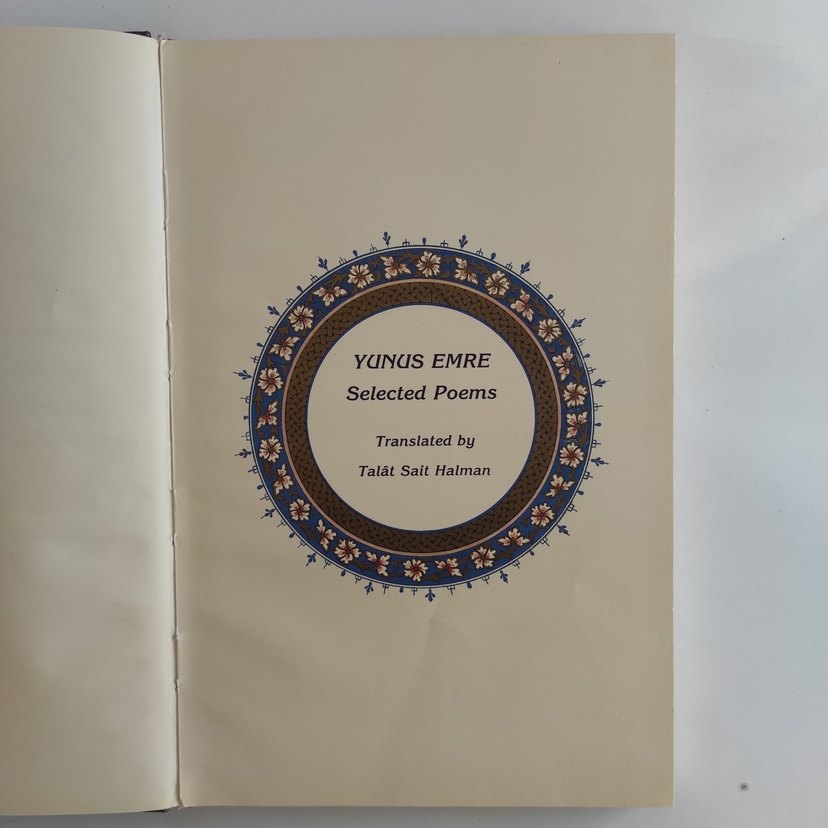 YUNUS EMRE
Selected Poems
Translated by
Talât Sait Halman